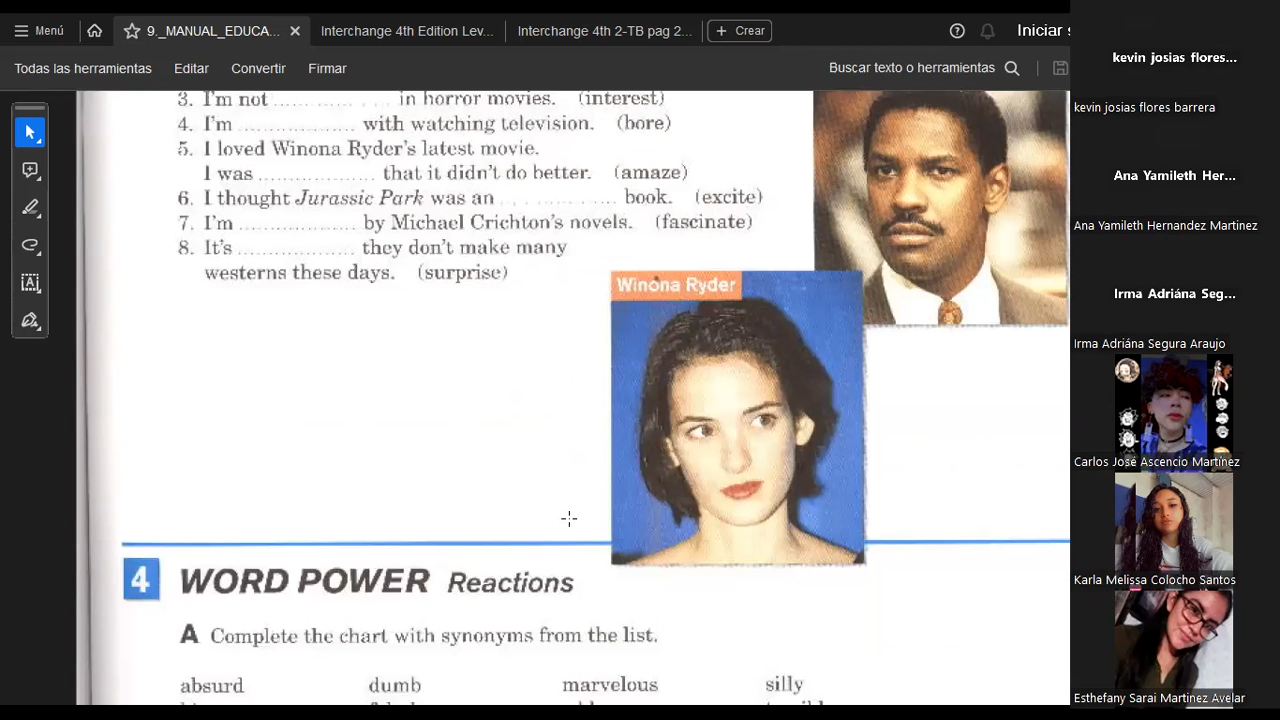 Menú
9._MANUAL_EDUCA...
Interchange 4th Edition Lev...
Interchange 4th 2-TB pag 2...
Crear
Iniciar
Todas las herramientas
Editar
Convertir
Firmar
Buscar texto o herramientas
3. I'm not .......... in horror movies. (interest)
4. I'm .................. with watching television. (bore)
5. I loved Winona Ryder's latest movie.
I was .................. that it didn't do better. (amaze)
6. I thought Jurassic Park was an .................. book. (excite)
7. I'm .................. by Michael Crichton's novels. (fascinate)
8. It's .................. they don't make many
westerns these days. (surprise)
Winona Ryder
4 WORD POWER Reactions
A Complete the chart with synonyms from the list.
absurd dumb marvelous silly
kevin josias flores...
kevin josias flores barrera
Ana Yamileth Her...
Ana Yamileth Hernandez Martinez
Irma Adriána Seg...
Irma Adriána Segura Araujo
Carlos José Ascencio Martínez
Karla Melissa Colocho Santos
Esthefany Sarai Martinez Avelar